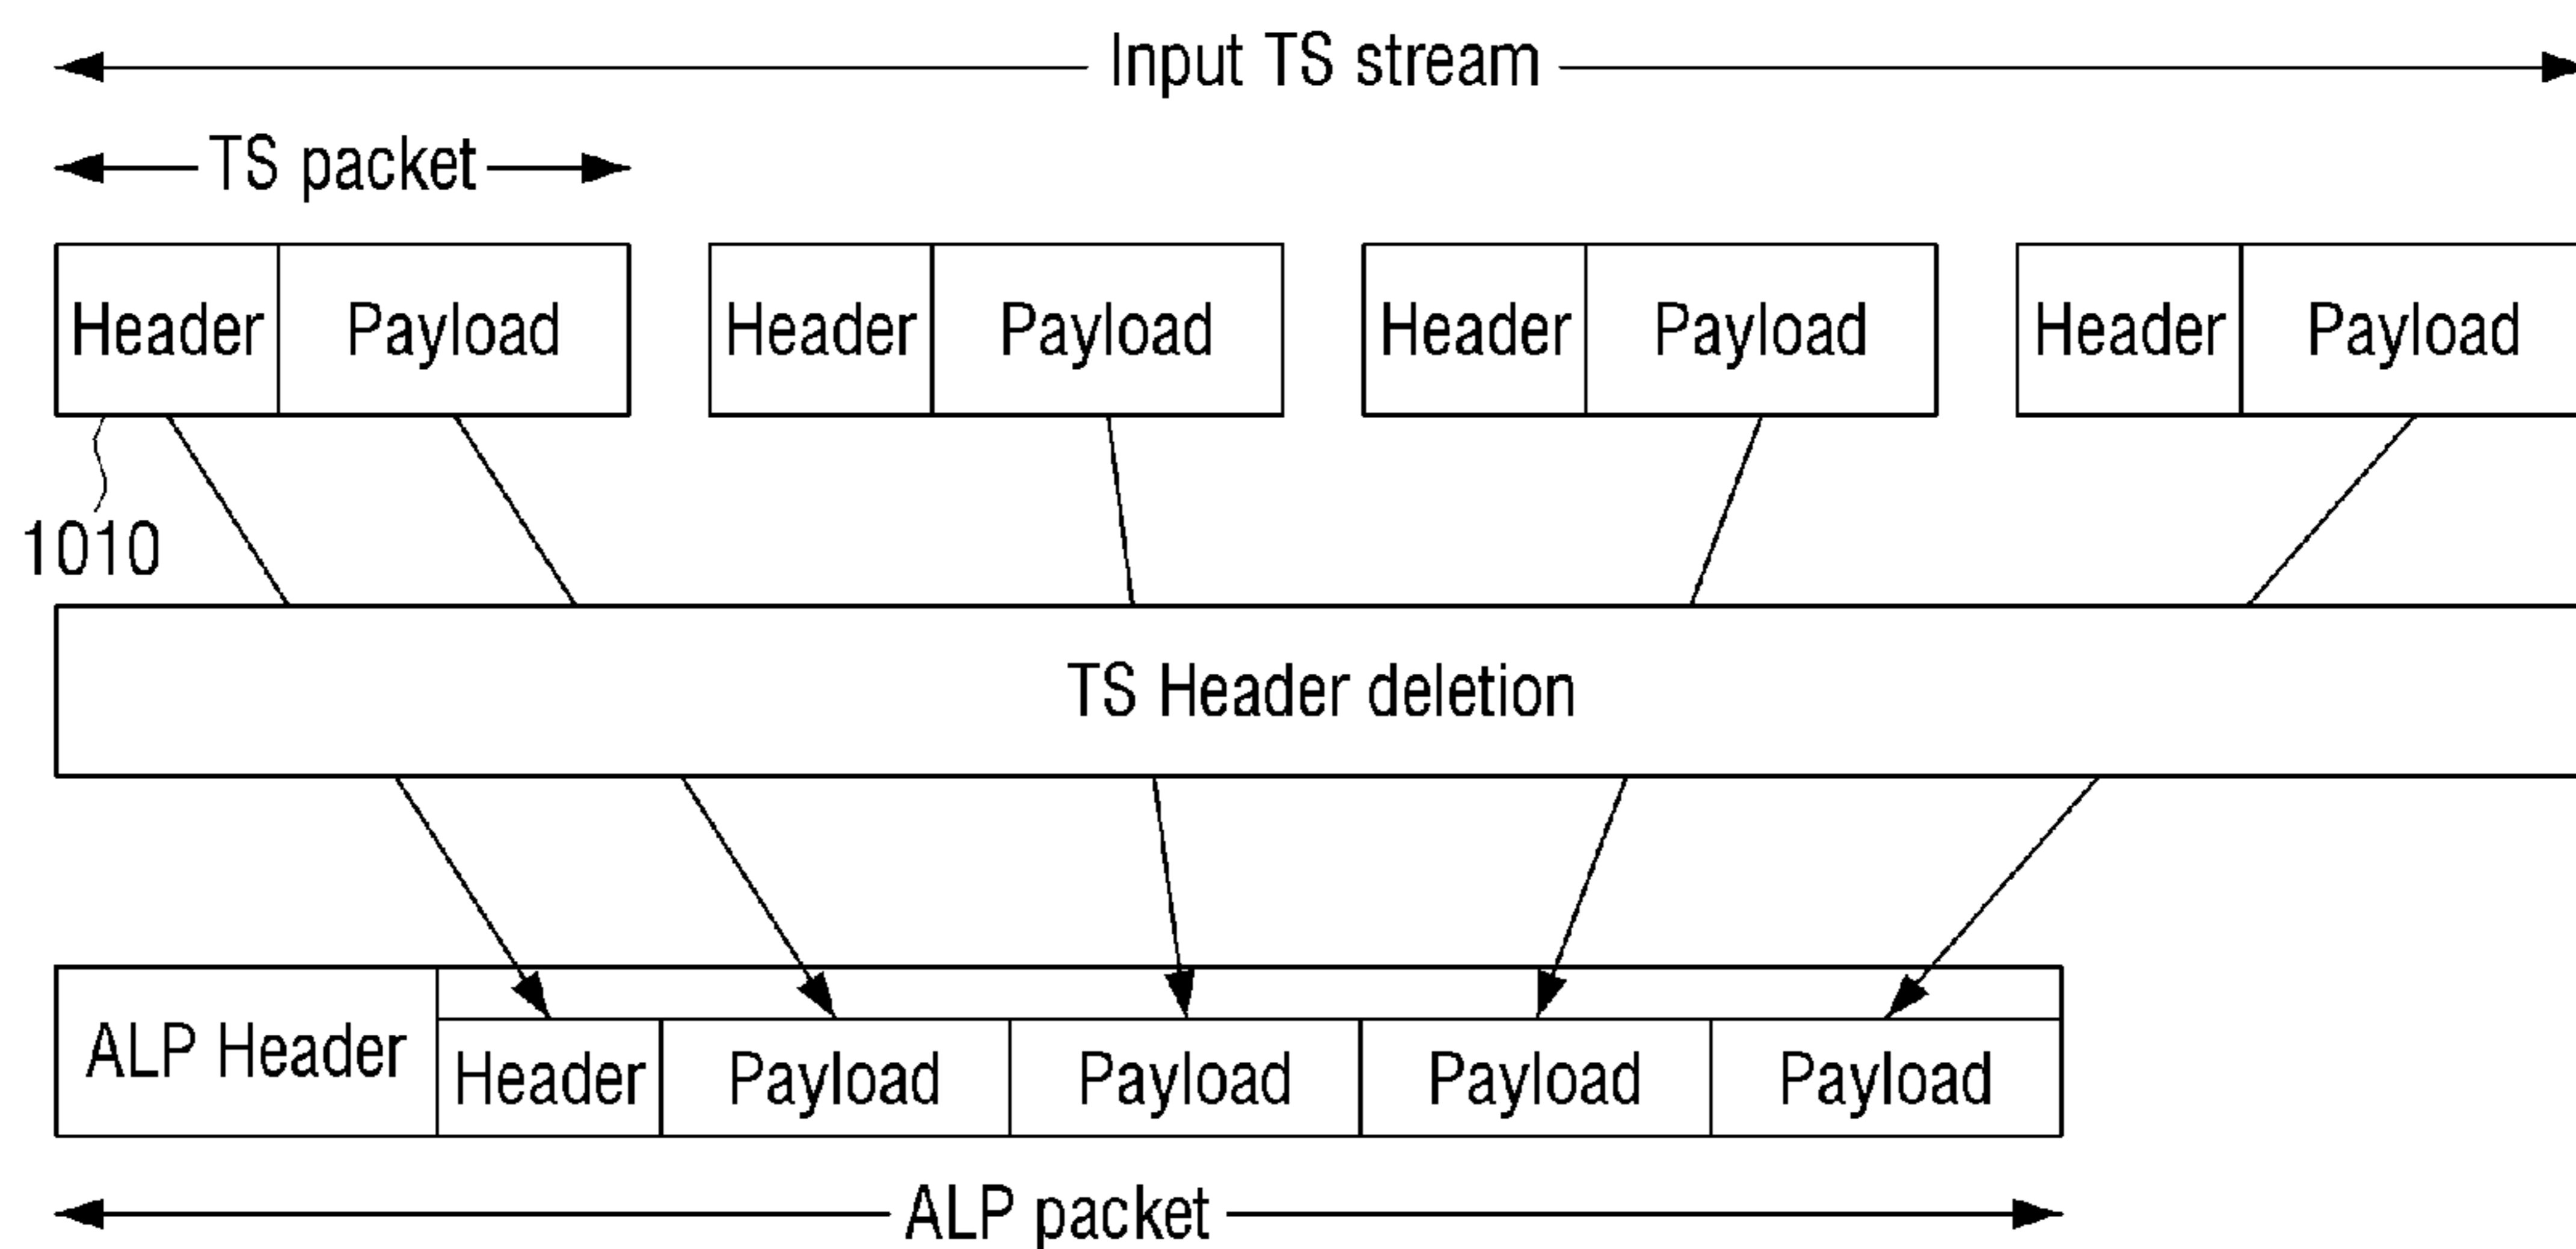 Input TS stream
TS packet
Header Payload Header Payload Header Payload Header Payload
1010
TS Header deletion
ALP Header Header Payload Payload Payload Payload
ALP packet